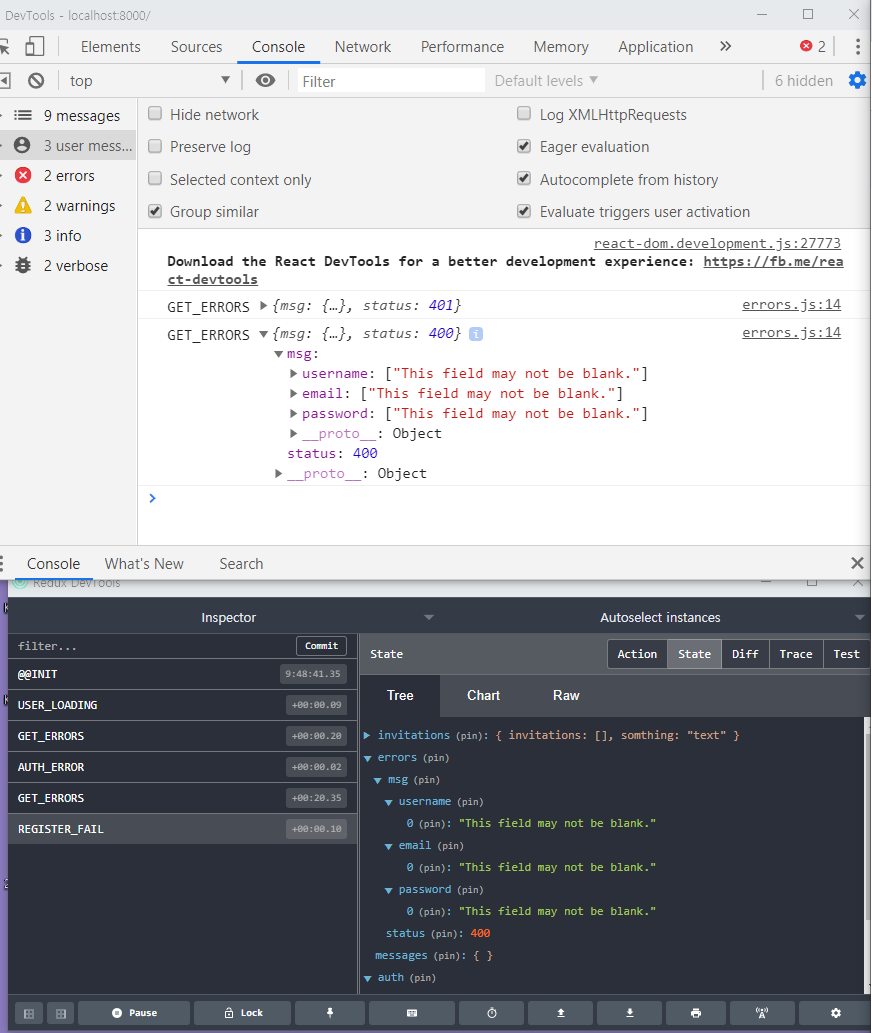 DevTools - localhost:8000/
Elements Sources Console Network Performance Memory Application » 2
top Filter Default levels 6 hidden
9 messages
3 user mess...
2 errors
2 warnings
3 info
2 verbose
Hide network Log XMLHttpRequests
Preserve log Eager evaluation
Selected context only Autocomplete from history
Group similar Evaluate triggers user activation
react-dom.development.js:27773
Download the React DevTools for a better development experience: https://fb.me/rea
ct-devtools
GET_ERRORS {msg: {…}, status: 401} errors.js:14
GET_ERRORS {msg: {…}, status: 400} i errors.js:14
msg:
username: ["This field may not be blank."]
email: ["This field may not be blank."]
password: ["This field may not be blank."]
__proto__: Object
status: 400
__proto__: Object
Console What's New Search
Redux DevTools
Inspector Autoselect instances
filter... Commit
@@INIT 9:48:41.35
USER_LOADING +00:00.09
GET_ERRORS +00:00.20
AUTH_ERROR +00:00.02
GET_ERRORS +00:20.35
REGISTER_FAIL +00:00.10
State Action State Diff Trace Test
Tree Chart Raw
invitations (pin): { invitations: [], somthing: "text" }
errors (pin)
msg (pin)
username (pin)
0 (pin): "This field may not be blank."
email (pin)
0 (pin): "This field may not be blank."
password (pin)
0 (pin): "This field may not be blank."
status (pin): 400
messages (pin): { }
auth (pin)
Pause Lock